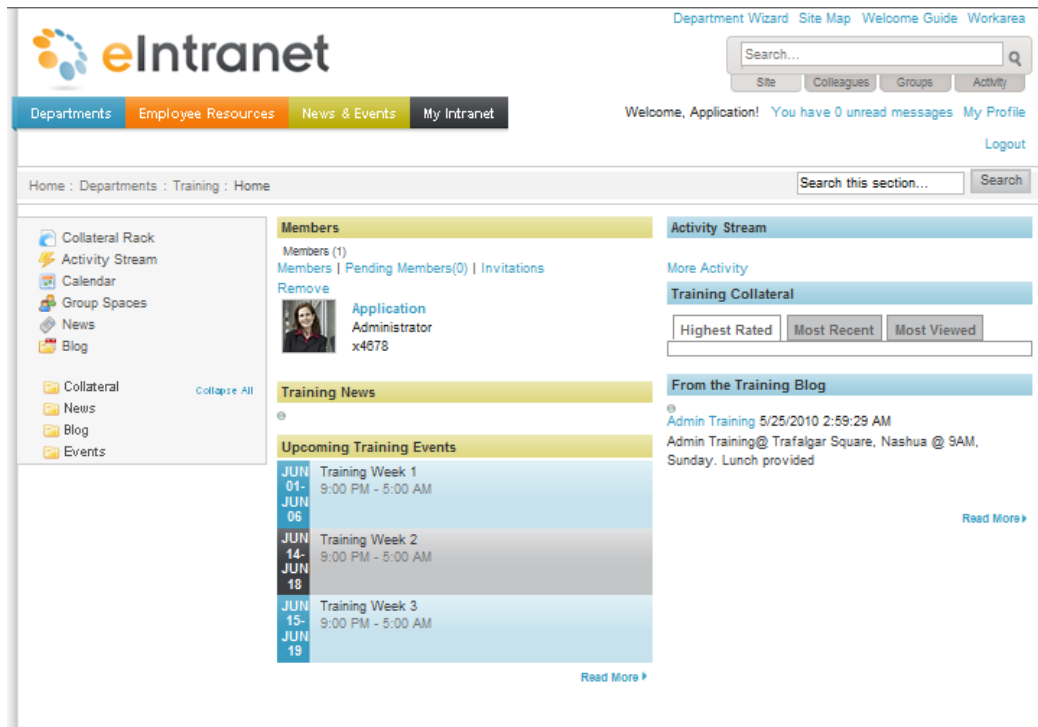 Department Wizard Site Map Welcome Guide Workarea
eIntranet
Search...
Site Colleagues Groups Activity
Departments Employee Resources News & Events My Intranet
Welcome, Application! You have 0 unread messages My Profile
Logout
Home : Departments : Training : Home
Search this section... Search
Collateral Rack
Activity Stream
Calendar
Group Spaces
News
Blog
Collateral Collapse All
News
Blog
Events
Members
Members (1)
Members | Pending Members(0) | Invitations
Remove
Application
Administrator
x4678
Training News
Upcoming Training Events
JUN 01- JUN 06
Training Week 1
9:00 PM - 5:00 AM
JUN 14- JUN 18
Training Week 2
9:00 PM - 5:00 AM
JUN 15- JUN 19
Training Week 3
9:00 PM - 5:00 AM
Read More
Activity Stream
More Activity
Training Collateral
Highest Rated Most Recent Most Viewed
From the Training Blog
Admin Training 5/25/2010 2:59:29 AM
Admin Training@ Trafalgar Square, Nashua @ 9AM,
Sunday. Lunch provided
Read More